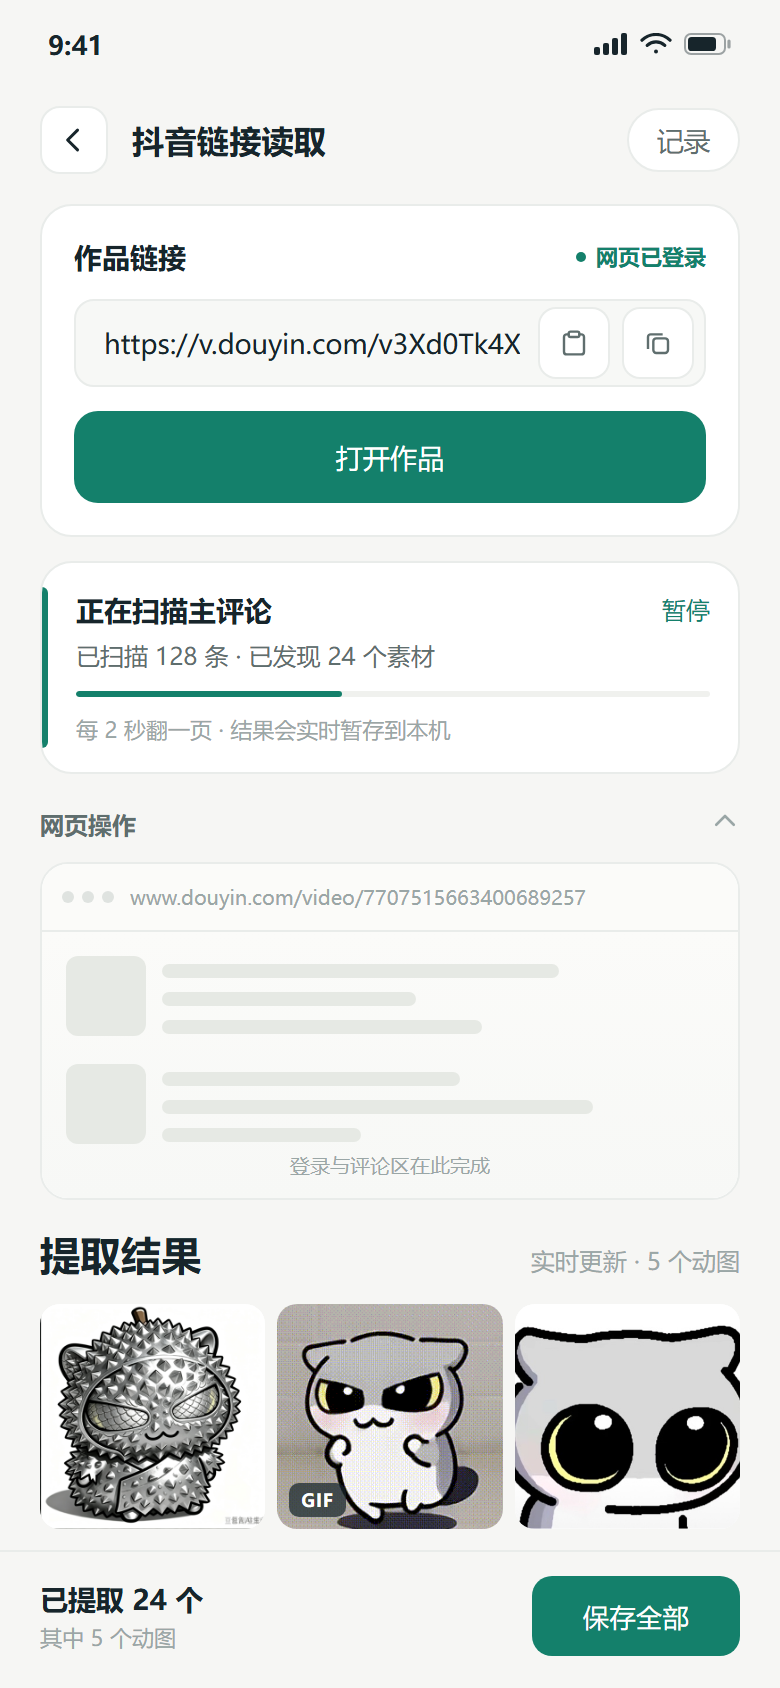 9:41
抖音链接读取
记录
作品链接
网页已登录
https://v.douyin.com/v3Xd0Tk4X
打开作品
正在扫描主评论
暂停
已扫描 128 条 · 已发现 24 个素材
每 2 秒翻一页 · 结果会实时暂存到本机
网页操作
www.douyin.com/video/7707515663400689257
登录与评论区在此完成
提取结果
实时更新 · 5 个动图
GIF
已提取 24 个
其中 5 个动图
保存全部